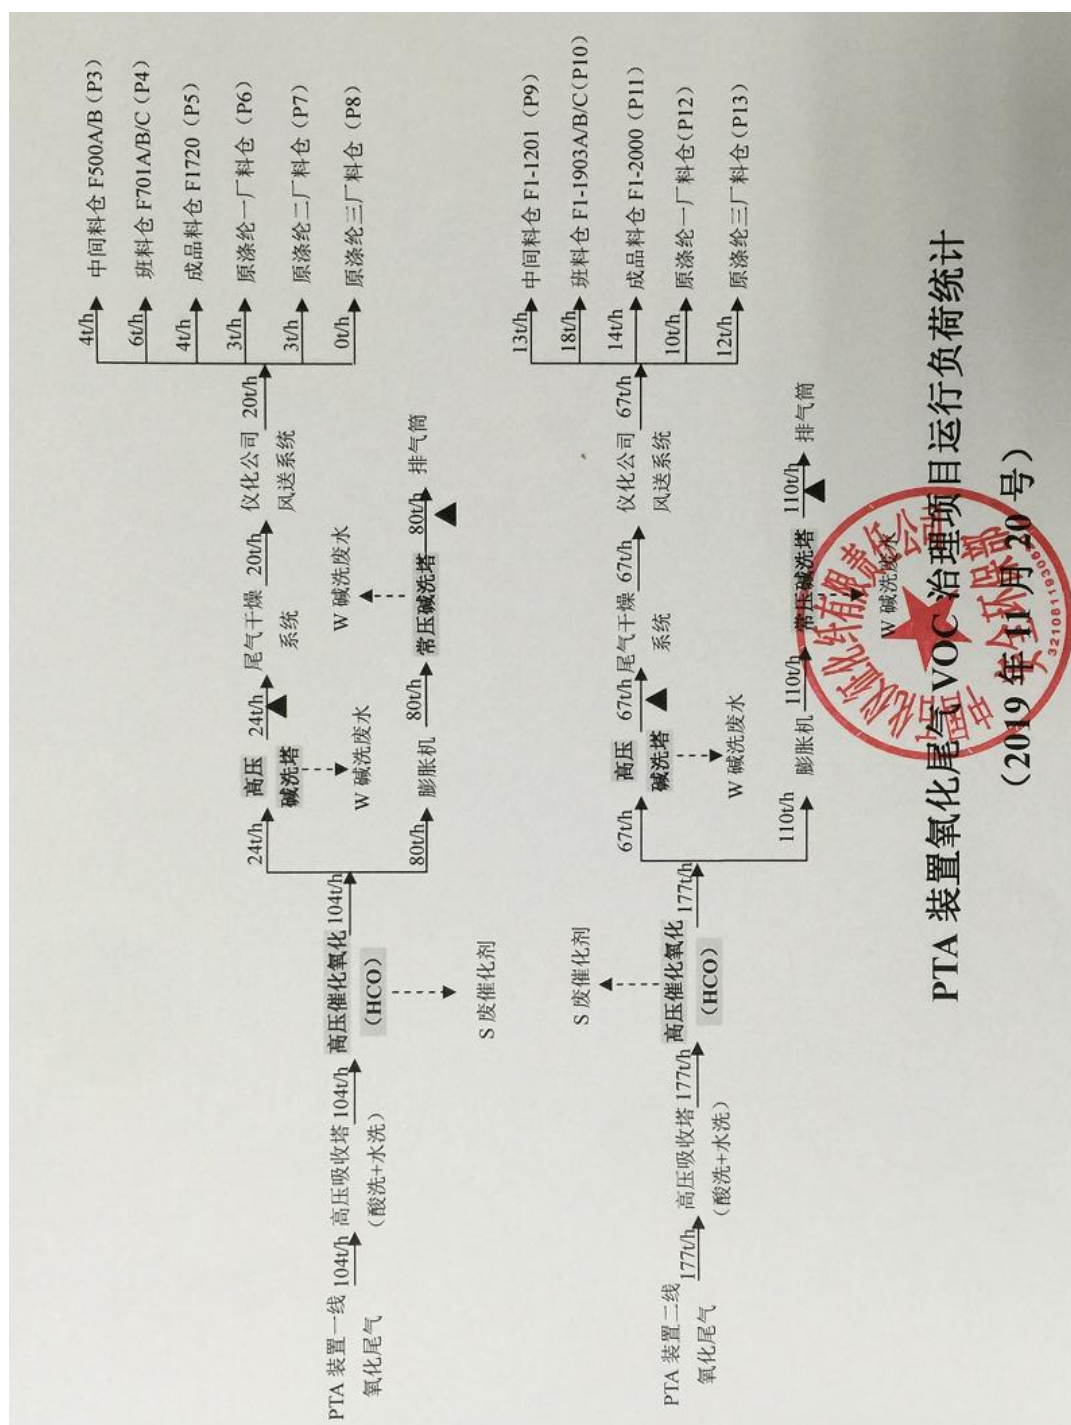 PTA 装置一线
氧化尾气
104t/h
高压吸收塔
（酸洗+水洗）
104t/h
高压催化氧化
（HCO）
S 废催化剂
104t/h
24t/h
高压
碱洗塔
W 碱洗废水
24t/h
尾气干燥
系统
20t/h
仪化公司
风送系统
20t/h
4t/h
中间料仓 F500A/B (P3)
6t/h
班料仓 F701A/B/C (P4)
4t/h
成品料仓 F1720 (P5)
3t/h
原涤纶一厂料仓 (P6)
3t/h
原涤纶二厂料仓 (P7)
0t/h
原涤纶三厂料仓 (P8)
80t/h
膨胀机
80t/h
常压碱洗塔
W 碱洗废水
80t/h
排气筒
PTA 装置二线
氧化尾气
177t/h
高压吸收塔
（酸洗+水洗）
177t/h
高压催化氧化
（HCO）
S 废催化剂
177t/h
67t/h
高压
碱洗塔
W 碱洗废水
67t/h
尾气干燥
系统
67t/h
仪化公司
风送系统
67t/h
13t/h
中间料仓 F1-1201 (P9)
18t/h
班料仓 F1-1903A/B/C(P10)
14t/h
成品料仓 F1-2000 (P11)
10t/h
原涤纶一厂料仓(P12)
12t/h
原涤纶三厂料仓 (P13)
110t/h
膨胀机
110t/h
常压碱洗塔
W 碱洗废水
110t/h
排气筒
PTA 装置氧化尾气 VOC 治理项目运行负荷统计
（2019 年 11 月 20 号）
安全环保部